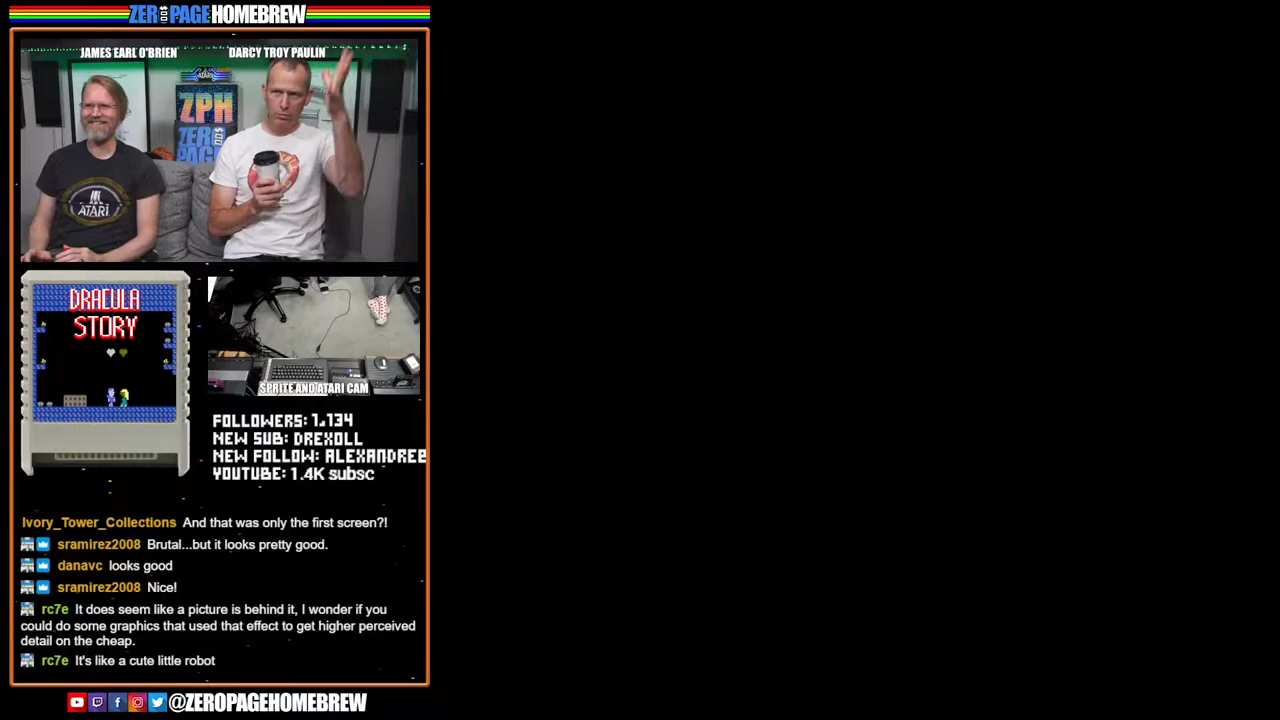 ZEROPAGE HOMEBREW
JAMES EARL O'BRIEN
DARCY TROY PAULIN
ATARI
ZPH
ZERO
PAGE
ATARI
DRACULA
STORY
SPRITE AND ATARI CAM
FOLLOWERS: 1,134
NEW SUB: DREXOLL
NEW FOLLOW: ALEXANDREB
YOUTUBE: 1.4K subsc
Ivory_Tower_Collections And that was only the first screen?!
sramirez2008 Brutal...but it looks pretty good.
danavc looks good
sramirez2008 Nice!
rc7e It does seem like a picture is behind it, I wonder if you
could do some graphics that used that effect to get higher perceived
detail on the cheap.
rc7e It's like a cute little robot
@ZEROPAGEHOMEBREW